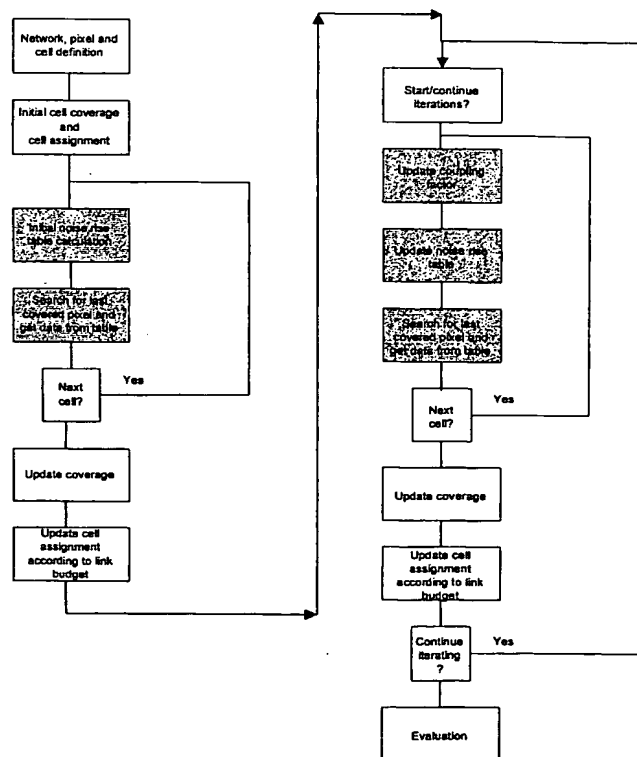 Network, pixel and
cell definition
Initial cell coverage
and
cell assignment
Initial noise rise
table calculation
Search for last
covered pixel and
get data from table
Next
cell?
Yes
Update coverage
Update cell
assignment
according to link
budget
Start/continue
iterations?
Update coupling
factor
Update noise rise
table
Search for last
covered pixel and
get data from table
Next
cell?
Yes
Update coverage
Update cell
assignment
according to link
budget
Continue
iterating
?
Yes
Evaluation